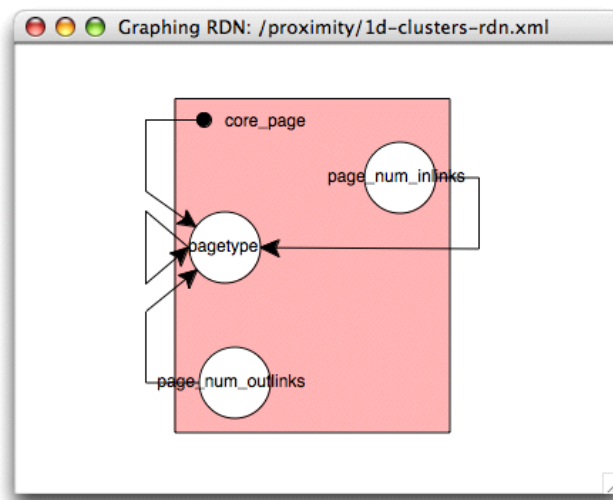 Graphing RDN: /proximity/1d-clusters-rdn.xml
core_page
page_num_inlinks
pagetype
page_num_outlinks